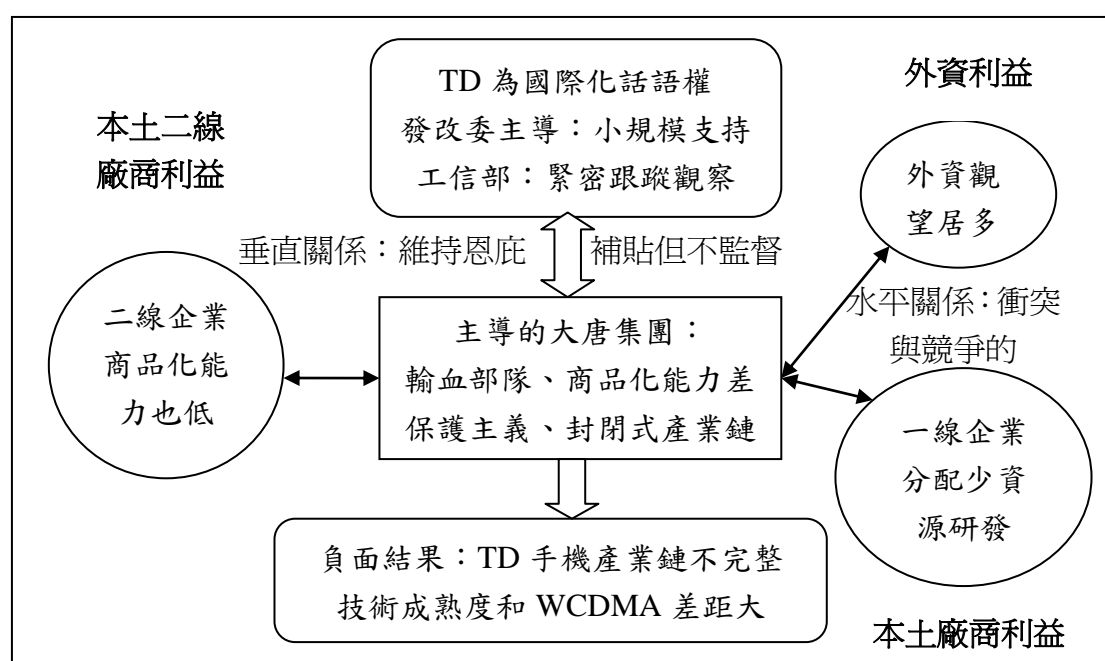 TD 為國際化話語權
發改委主導：小規模支持
工信部：緊密跟蹤觀察
外資利益
本土二線
廠商利益
外資觀
望居多
垂直關係：維持恩庇
補貼但不監督
水平關係：衝突
與競爭的
二線企業
商品化能
力也低
主導的大唐集團：
輸血部隊、商品化能力差
保護主義、封閉式產業鏈
一線企業
分配少資
源研發
負面結果：TD 手機產業鏈不完整
技術成熟度和 WCDMA 差距大
本土廠商利益